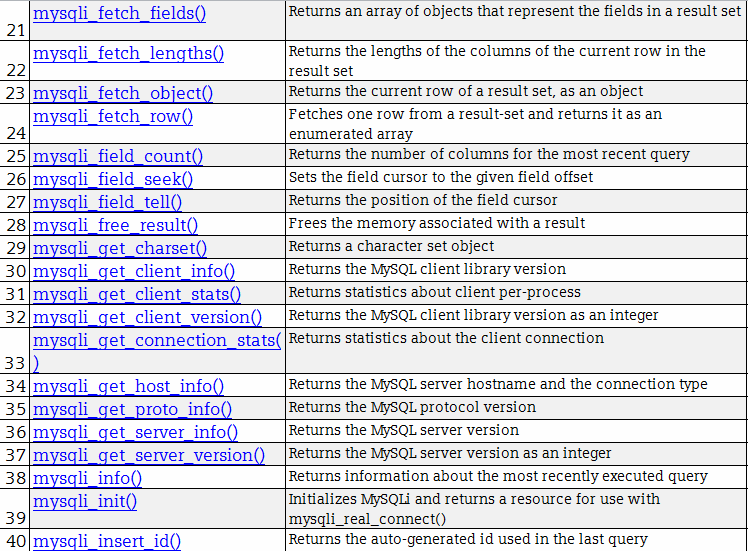 21 mysqli_fetch_fields() Returns an array of objects that represent the fields in a result set
22 mysqli_fetch_lengths() Returns the lengths of the columns of the current row in the
result set
23 mysqli_fetch_object() Returns the current row of a result set, as an object
24 mysqli_fetch_row() Fetches one row from a result-set and returns it as an
enumerated array
25 mysqli_field_count() Returns the number of columns for the most recent query
26 mysqli_field_seek() Sets the field cursor to the given field offset
27 mysqli_field_tell() Returns the position of the field cursor
28 mysqli_free_result() Frees the memory associated with a result
29 mysqli_get_charset() Returns a character set object
30 mysqli_get_client_info() Returns the MySQL client library version
31 mysqli_get_client_stats() Returns statistics about client per-process
32 mysqli_get_client_version() Returns the MySQL client library version as an integer
mysqli_get_connection_stats( Returns statistics about the client connection
33 )
34 mysqli_get_host_info() Returns the MySQL server hostname and the connection type
35 mysqli_get_proto_info() Returns the MySQL protocol version
36 mysqli_get_server_info() Returns the MySQL server version
37 mysqli_get_server_version() Returns the MySQL server version as an integer
38 mysqli_info() Returns information about the most recently executed query
39 mysqli_init() Initializes MySQLi and returns a resource for use with
mysqli_real_connect()
40 mysqli_insert_id() Returns the auto-generated id used in the last query